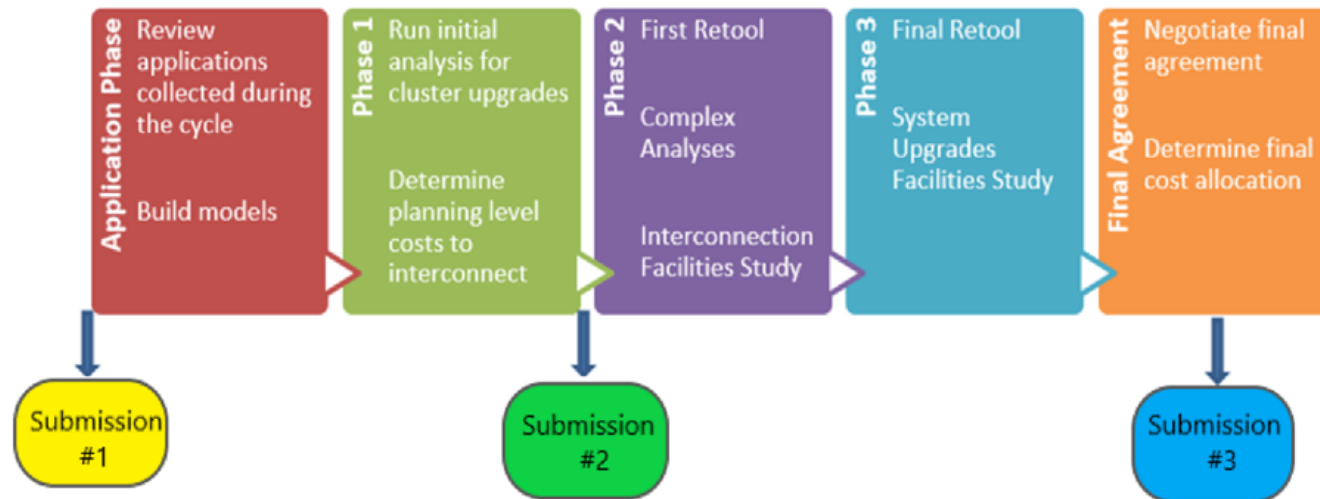 Application Phase
Review
applications
collected during
the cycle
Build models
Phase 1
Run initial
analysis for
cluster upgrades
Determine
planning level
costs to
interconnect
Phase 2
First Retool
Complex
Analyses
Interconnection
Facilities Study
Phase 3
Final Retool
System
Upgrades
Facilities Study
Final Agreement
Negotiate final
agreement
Determine final
cost allocation
Submission
#1
Submission
#2
Submission
#3